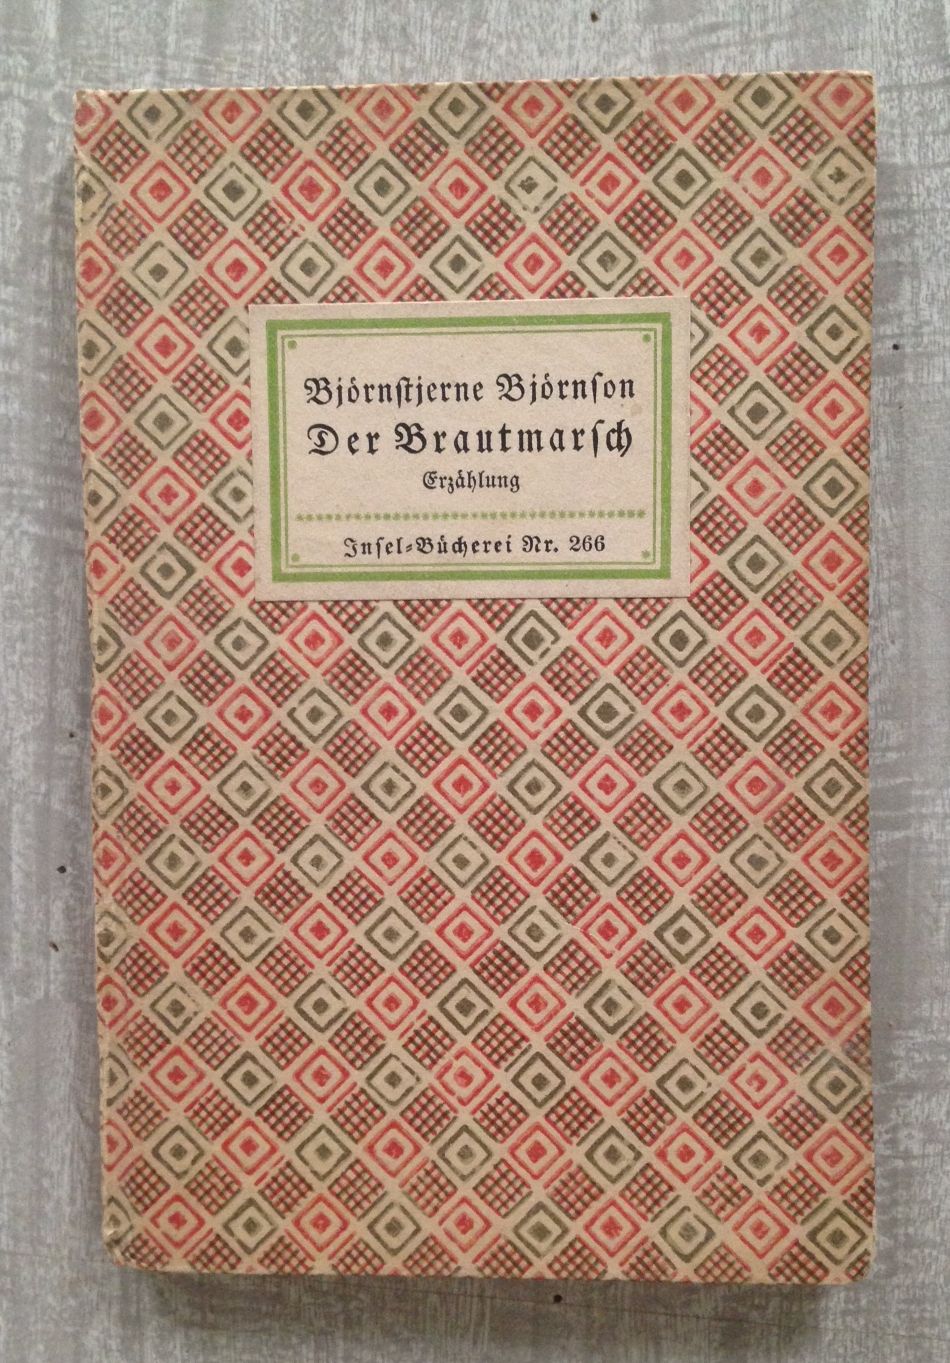 Björnſtjerne Björnſon
Der Brautmarſch
Erzählung
Inſel-Bücherei Nr. 266